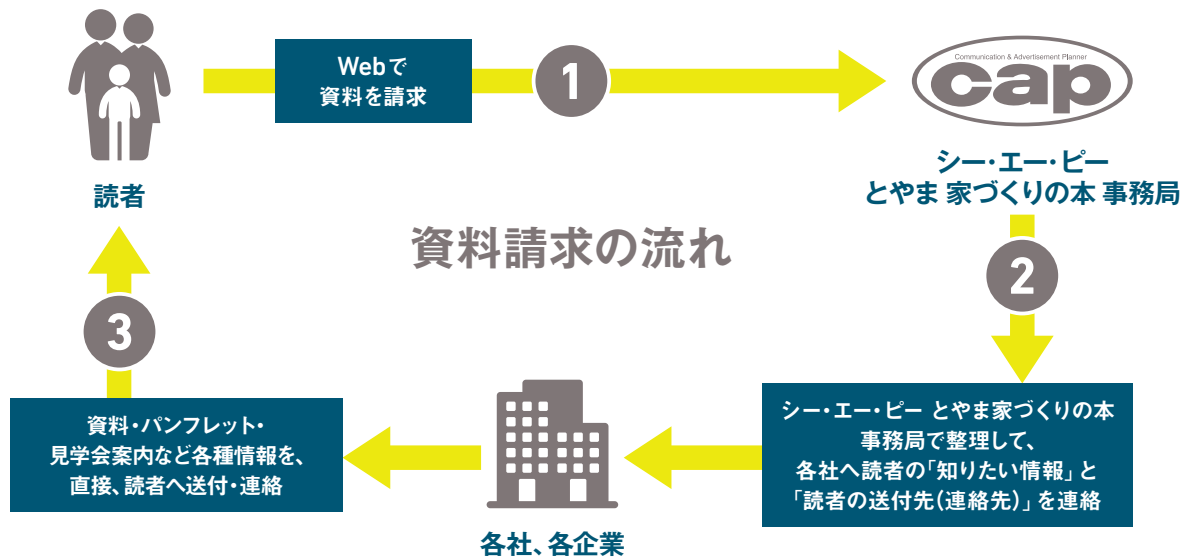 Webで
資料を請求
1
Communication & Advertisement Planner
cap
読者
シー・エー・ピー
とやま 家づくりの本 事務局
資料請求の流れ
2
3
資料・パンフレット・
見学会案内など各種情報を、
直接、読者へ送付・連絡
シー・エー・ピー とやま家づくりの本
事務局で整理して、
各社へ読者の「知りたい情報」と
「読者の送付先(連絡先)」を連絡
各社、各企業